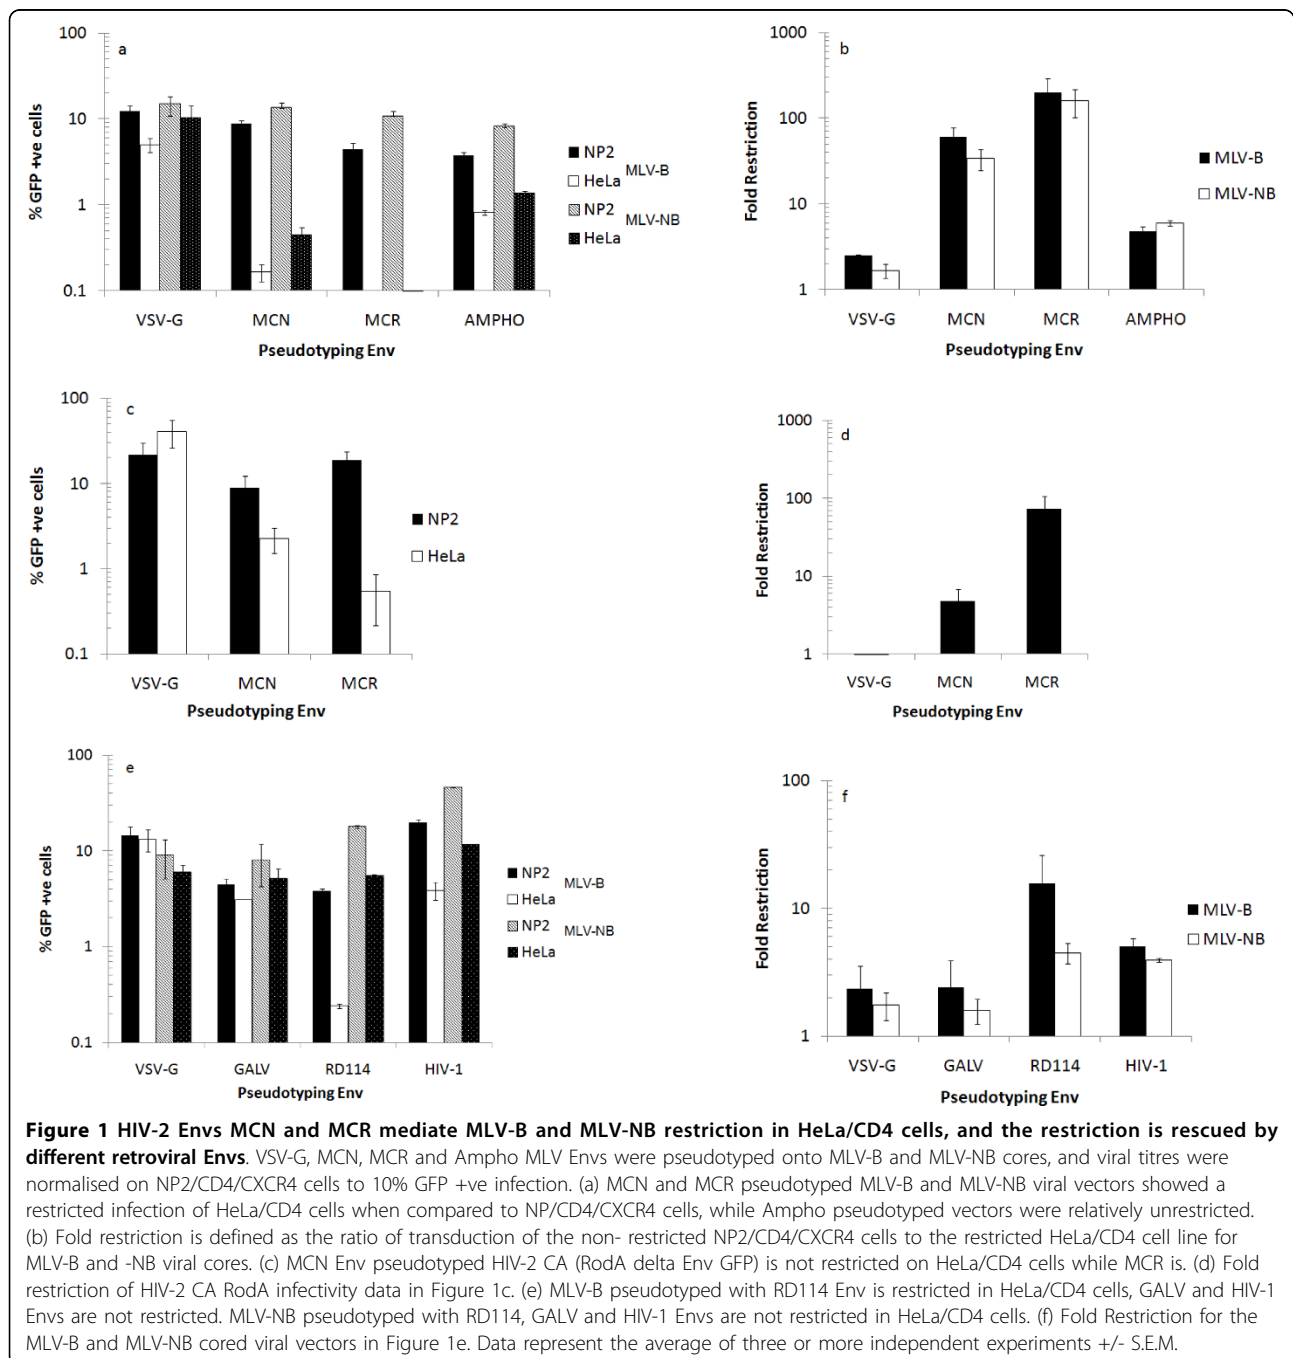 a
100
10
1
0.1
% GFP +ve cells
VSV-G MCN MCR AMPHO
Pseudotyping Env
NP2
HeLa
MLV-B
NP2
MLV-NB
HeLa
b
1000
100
10
1
Fold Restriction
VSV-G MCN MCR AMPHO
Pseudotyping Env
MLV-B
MLV-NB
c
100
10
1
0.1
% GFP +ve cells
VSV-G MCN MCR
Pseudotyping Env
NP2
HeLa
d
1000
100
10
1
Fold Restriction
VSV-G MCN MCR
Pseudotyping Env
e
100
10
1
0.1
% GFP +ve cells
VSV-G GALV RD114 HIV-1
Pseudotyping Env
NP2
HeLa
MLV-B
NP2
MLV-NB
HeLa
f
100
10
1
Fold Restriction
VSV-G GALV RD114 HIV-1
Pseudotyping Env
MLV-B
MLV-NB
Figure 1 HIV-2 Envs MCN and MCR mediate MLV-B and MLV-NB restriction in HeLa/CD4 cells, and the restriction is rescued by
different retroviral Envs. VSV-G, MCN, MCR and Ampho MLV Envs were pseudotyped onto MLV-B and MLV-NB cores, and viral titres were
normalised on NP2/CD4/CXCR4 cells to 10% GFP +ve infection. (a) MCN and MCR pseudotyped MLV-B and MLV-NB viral vectors showed a
restricted infection of HeLa/CD4 cells when compared to NP/CD4/CXCR4 cells, while Ampho pseudotyped vectors were relatively unrestricted.
(b) Fold restriction is defined as the ratio of transduction of the non- restricted NP2/CD4/CXCR4 cells to the restricted HeLa/CD4 cell line for
MLV-B and -NB viral cores. (c) MCN Env pseudotyped HIV-2 CA (RodA delta Env GFP) is not restricted on HeLa/CD4 cells while MCR is. (d) Fold
restriction of HIV-2 CA RodA infectivity data in Figure 1c. (e) MLV-B pseudotyped with RD114 Env is restricted in HeLa/CD4 cells, GALV and HIV-1
Envs are not restricted. MLV-NB pseudotyped with RD114, GALV and HIV-1 Envs are not restricted in HeLa/CD4 cells. (f) Fold Restriction for the
MLV-B and MLV-NB cored viral vectors in Figure 1e. Data represent the average of three or more independent experiments +/- S.E.M.